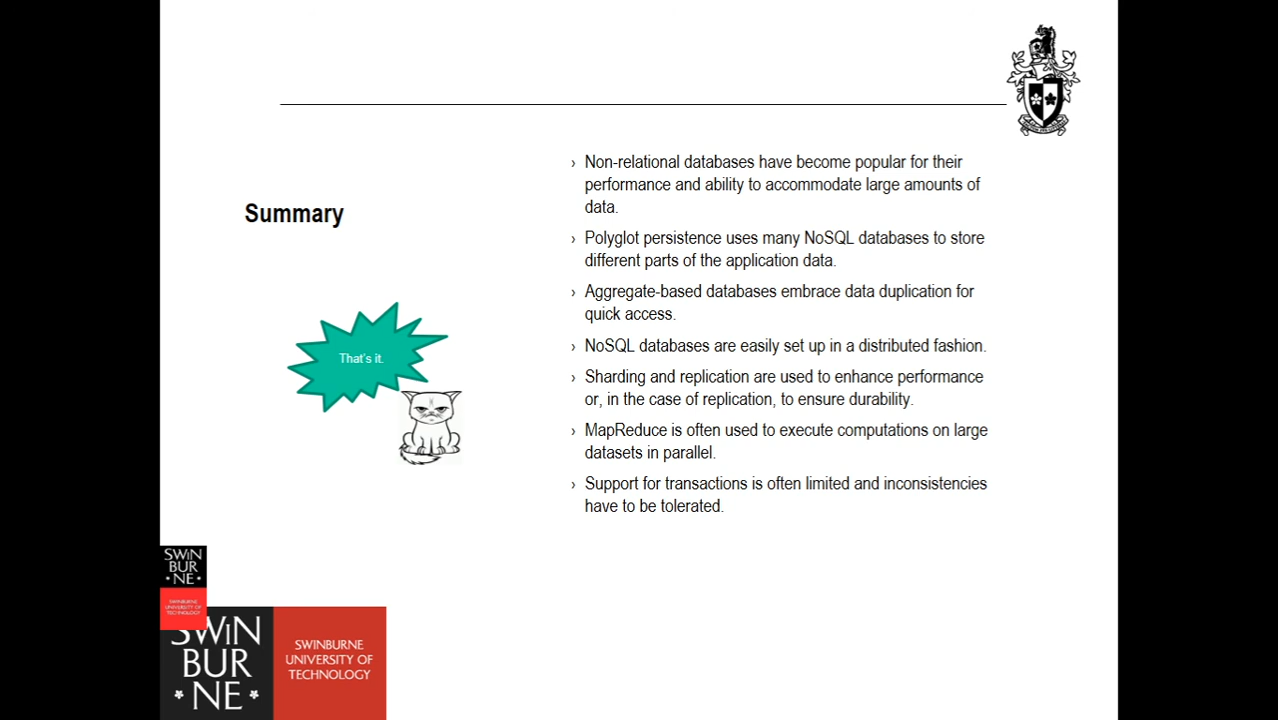 Summary
That's it.
› Non-relational databases have become popular for their
performance and ability to accommodate large amounts of
data.
› Polyglot persistence uses many NoSQL databases to store
different parts of the application data.
› Aggregate-based databases embrace data duplication for
quick access.
› NoSQL databases are easily set up in a distributed fashion.
› Sharding and replication are used to enhance performance
or, in the case of replication, to ensure durability.
› MapReduce is often used to execute computations on large
datasets in parallel.
› Support for transactions is often limited and inconsistencies
have to be tolerated.
SWIN
BUR
NE
SWINBURNE
UNIVERSITY OF
TECHNOLOGY
SWIN
BUR
NE
SWINBURNE
UNIVERSITY OF
TECHNOLOGY